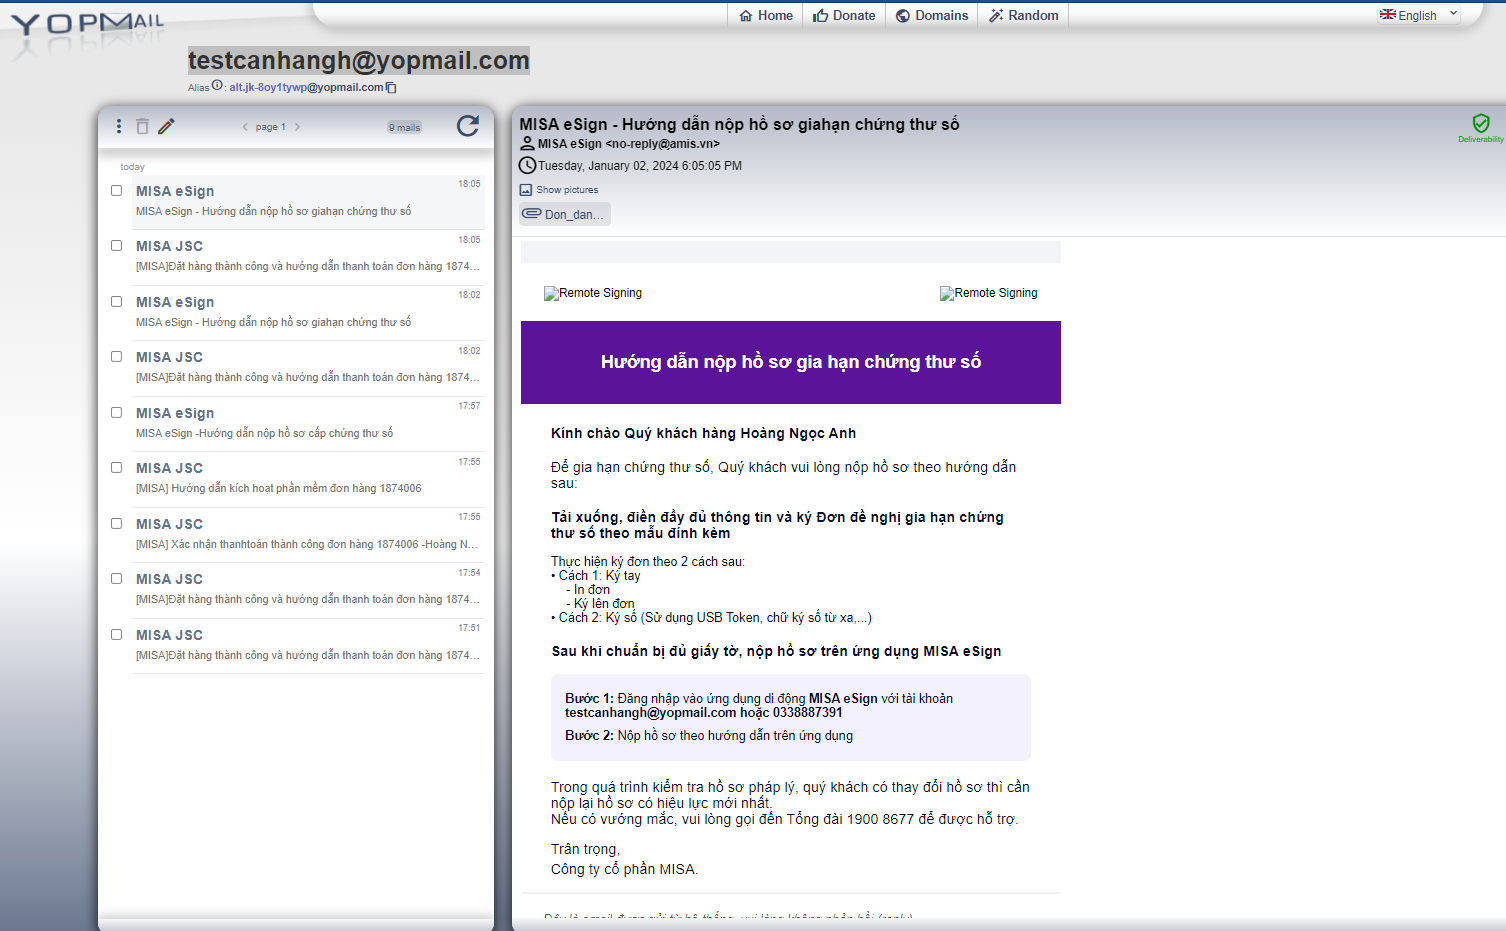 YOPMAIL
Home
Donate
Domains
Random
English
testcanhangh@yopmail.com
Alias : alt.jk-8oy1tywp@yopmail.com
page 1
9 mails
today
MISA eSign
18:05
MISA eSign - Hướng dẫn nộp hồ sơ giahạn chứng thư số
MISA JSC
18:05
[MISA]Đặt hàng thành công và hướng dẫn thanh toán đơn hàng 1874...
MISA eSign
18:02
MISA eSign - Hướng dẫn nộp hồ sơ giahạn chứng thư số
MISA JSC
18:02
[MISA]Đặt hàng thành công và hướng dẫn thanh toán đơn hàng 1874...
MISA eSign
17:57
MISA eSign -Hướng dẫn nộp hồ sơ cấp chứng thư số
MISA JSC
17:55
[MISA] Hướng dẫn kích hoạt phần mềm đơn hàng 1874006
MISA JSC
17:55
[MISA] Xác nhận thanhtoán thành công đơn hàng 1874006 -Hoàng N...
MISA JSC
17:54
[MISA]Đặt hàng thành công và hướng dẫn thanh toán đơn hàng 1874...
MISA JSC
17:51
[MISA]Đặt hàng thành công và hướng dẫn thanh toán đơn hàng 1874...
MISA eSign - Hướng dẫn nộp hồ sơ giahạn chứng thư số
MISA eSign <no-reply@amis.vn>
Tuesday, January 02, 2024 6:05:05 PM
Deliverability
Show pictures
Don_dan...
Remote Signing
Remote Signing
Hướng dẫn nộp hồ sơ gia hạn chứng thư số
Kính chào Quý khách hàng Hoàng Ngọc Anh
Để gia hạn chứng thư số, Quý khách vui lòng nộp hồ sơ theo hướng dẫn
sau:
Tải xuống, điền đầy đủ thông tin và ký Đơn đề nghị gia hạn chứng
thư số theo mẫu đính kèm
Thực hiện ký đơn theo 2 cách sau:
• Cách 1: Ký tay
- In đơn
- Ký lên đơn
• Cách 2: Ký số (Sử dụng USB Token, chữ ký số từ xa,...)
Sau khi chuẩn bị đủ giấy tờ, nộp hồ sơ trên ứng dụng MISA eSign
Bước 1: Đăng nhập vào ứng dụng di động MISA eSign với tài khoản
testcanhangh@yopmail.com hoặc 0338887391
Bước 2: Nộp hồ sơ theo hướng dẫn trên ứng dụng
Trong quá trình kiểm tra hồ sơ pháp lý, quý khách có thay đổi hồ sơ thì cần
nộp lại hồ sơ có hiệu lực mới nhất.
Nếu có vướng mắc, vui lòng gọi đến Tổng đài 1900 8677 để được hỗ trợ.
Trân trọng,
Công ty cổ phần MISA.
Đây là email được gửi từ hệ thống, vui lòng không phản hồi (reply)